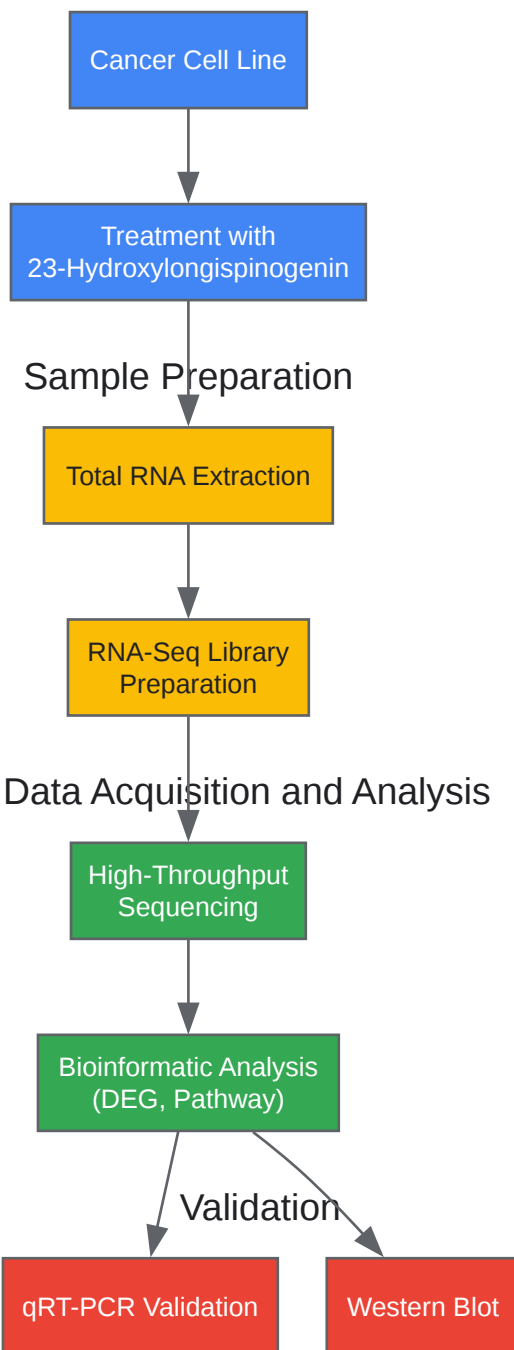 Cancer Cell Line
Treatment with
23-Hydroxylongispinogenin
Sample Preparation
Total RNA Extraction
RNA-Seq Library
Preparation
Data Acquisition and Analysis
High-Throughput
Sequencing
Bioinformatic Analysis
(DEG, Pathway)
Validation
qRT-PCR Validation
Western Blot